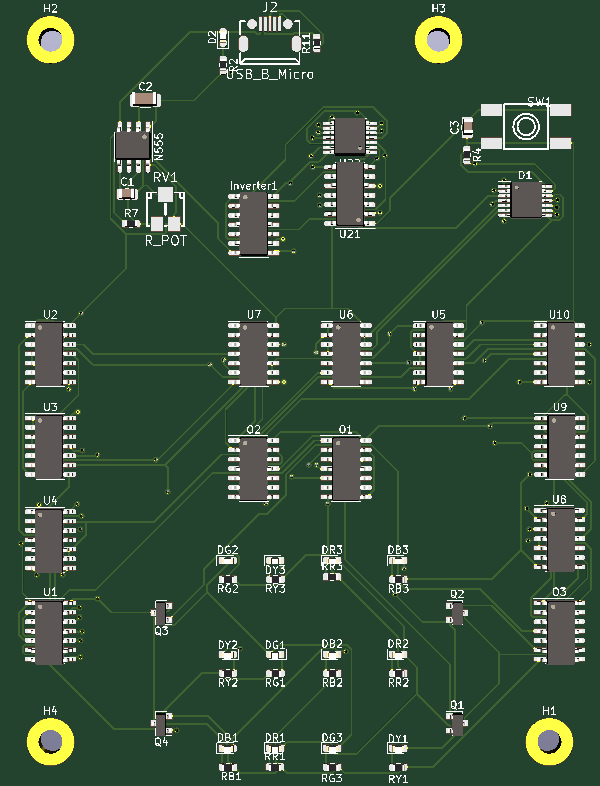 H2
J2
H3
D2
R11
R2
USB_B_Micro
C2
SW1
C3
N555
R4
RV1
C1
Inverter1
D1
R7
R_POT
U21
U2
U7
U6
U5
U10
U3
U9
O2
O1
U4
U8
DG2
DY3
DR3
DB3
RG2
RY3
RR3
RB3
U1
Q3
Q2
O3
DY2
DG1
DB2
DR2
RY2
RG1
RB2
RR2
H4
Q4
Q1
H1
DB1
DR1
DG3
DY1
RR1
RB1
RG3
RY1